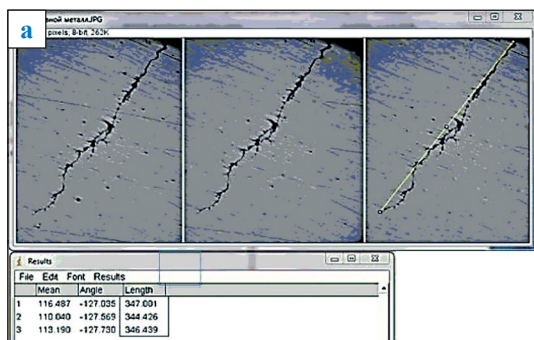 a
вной металл.JPG
pixels, 8-bit, 262K
Results
File Edit Font Results
Mean Angle Length
1 116.487 -127.035 347.001
2 110.040 -127.569 344.426
3 113.190 -127.730 346.439